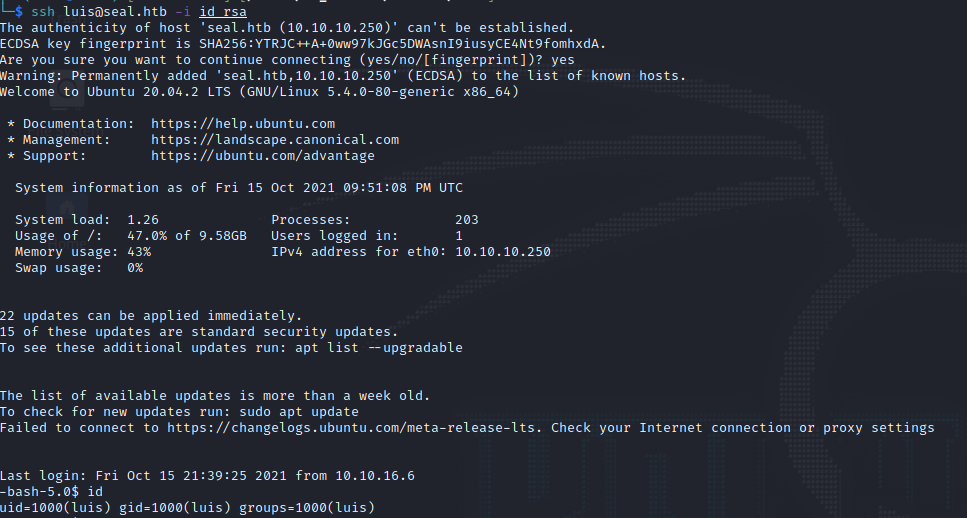 └─$ ssh luis@seal.htb -i id_rsa
The authenticity of host 'seal.htb (10.10.10.250)' can't be established.
ECDSA key fingerprint is SHA256:YTRJC++A+0ww97kJGc5DWAsnI9iusyCE4Nt9fomhxdA.
Are you sure you want to continue connecting (yes/no/[fingerprint])? yes
Warning: Permanently added 'seal.htb,10.10.10.250' (ECDSA) to the list of known hosts.
Welcome to Ubuntu 20.04.2 LTS (GNU/Linux 5.4.0-80-generic x86_64)
* Documentation:  https://help.ubuntu.com
* Management:     https://landscape.canonical.com
* Support:        https://ubuntu.com/advantage
System information as of Fri 15 Oct 2021 09:51:08 PM UTC
System load:  1.26              Processes:             203
Usage of /:   47.0% of 9.58GB   Users logged in:       1
Memory usage: 43%               IPv4 address for eth0: 10.10.10.250
Swap usage:   0%
22 updates can be applied immediately.
15 of these updates are standard security updates.
To see these additional updates run: apt list --upgradable
The list of available updates is more than a week old.
To check for new updates run: sudo apt update
Failed to connect to https://changelogs.ubuntu.com/meta-release-lts. Check your Internet connection or proxy settings
Last login: Fri Oct 15 21:39:25 2021 from 10.10.16.6
-bash-5.0$ id
uid=1000(luis) gid=1000(luis) groups=1000(luis)